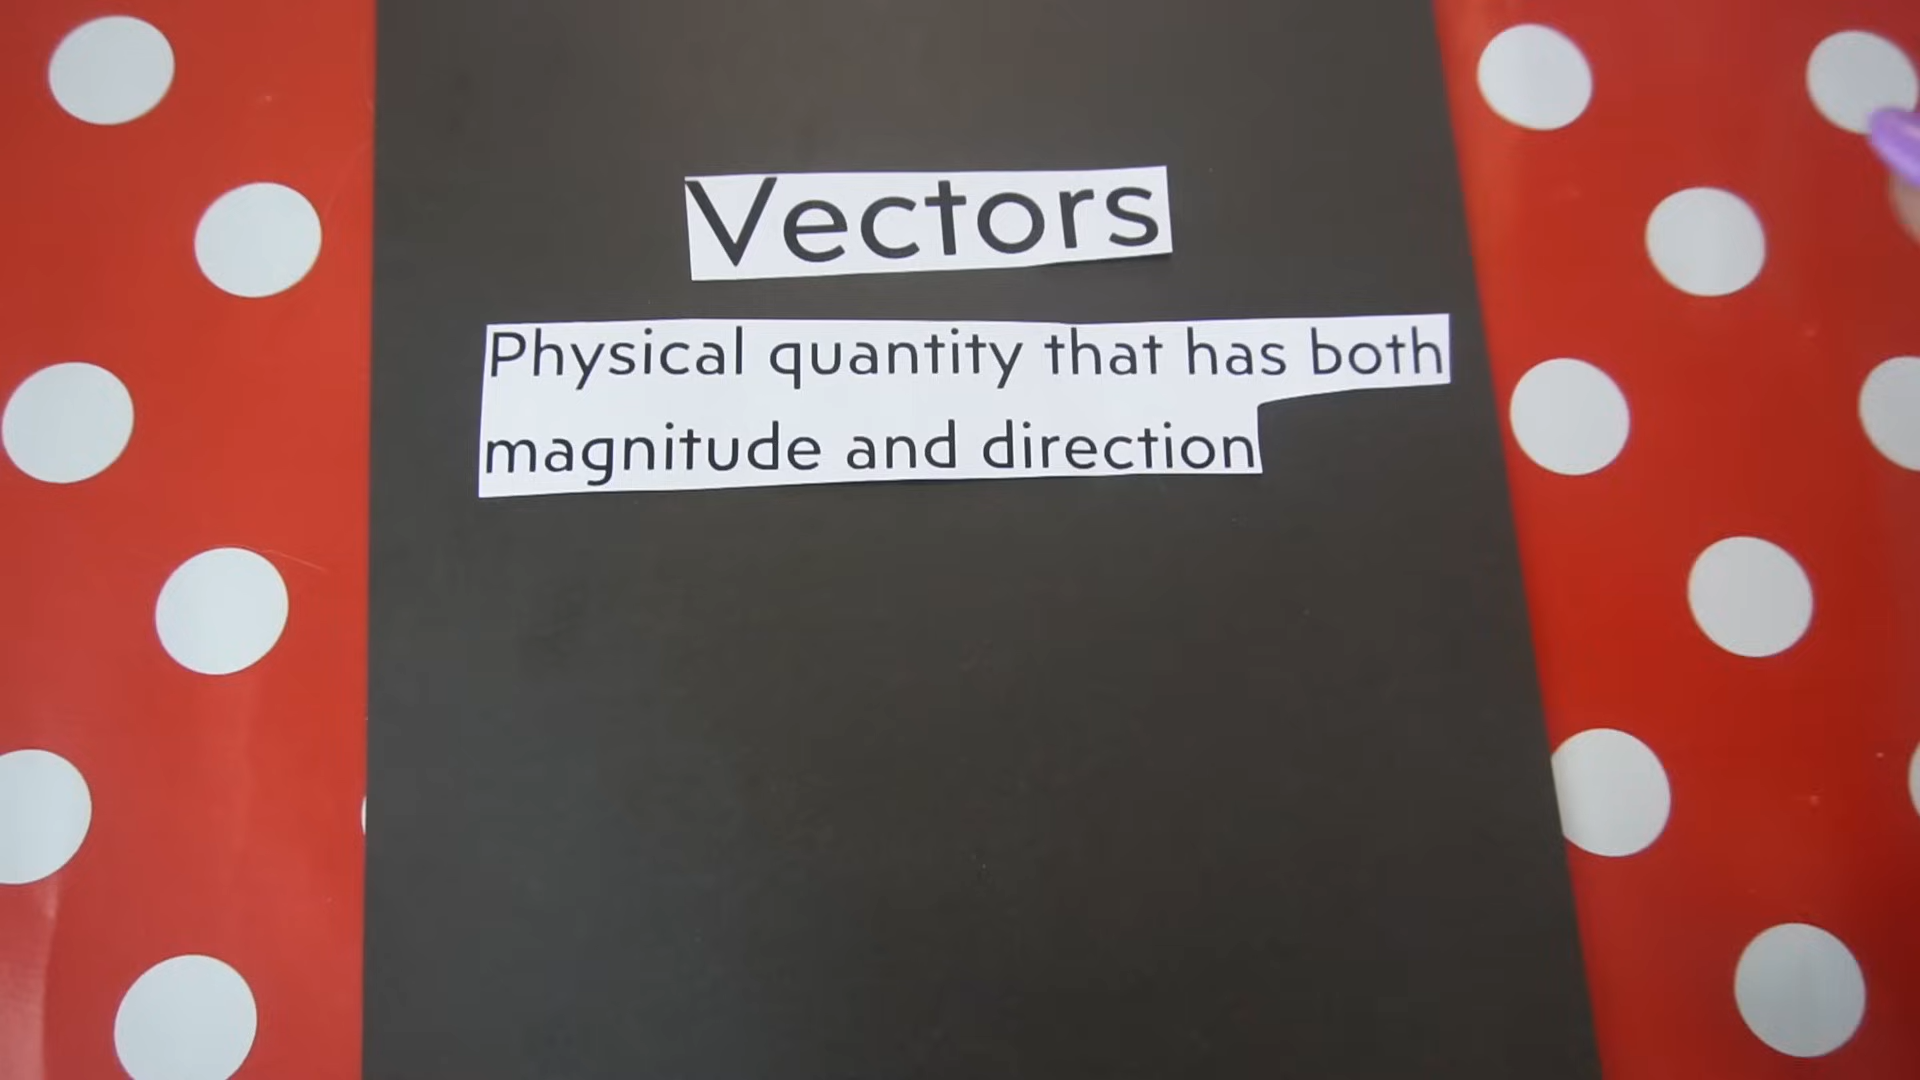 Vectors
Physical quantity that has both
magnitude and direction